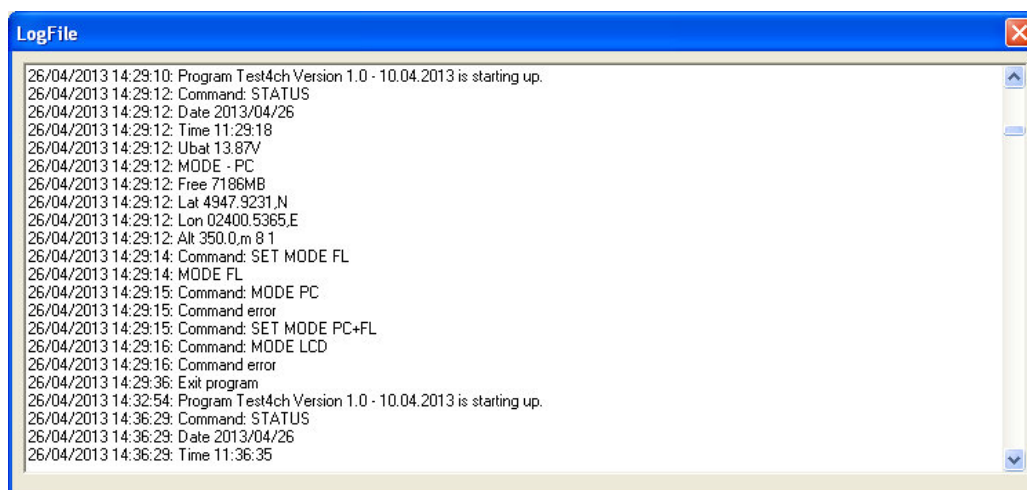 LogFile
26/04/2013 14:29:10: Program Test4ch Version 1.0 - 10.04.2013 is starting up.
26/04/2013 14:29:12: Command: STATUS
26/04/2013 14:29:12: Date 2013/04/26
26/04/2013 14:29:12: Time 11:29:18
26/04/2013 14:29:12: Ubat 13.87V
26/04/2013 14:29:12: MODE - PC
26/04/2013 14:29:12: Free 7186MB
26/04/2013 14:29:12: Lat 4947.9231,N
26/04/2013 14:29:12: Lon 02400.5365,E
26/04/2013 14:29:12: Alt 350.0,m 8 1
26/04/2013 14:29:14: Command: SET MODE FL
26/04/2013 14:29:14: MODE FL
26/04/2013 14:29:15: Command: MODE PC
26/04/2013 14:29:15: Command error
26/04/2013 14:29:15: Command: SET MODE PC+FL
26/04/2013 14:29:16: Command: MODE LCD
26/04/2013 14:29:16: Command error
26/04/2013 14:29:36: Exit program
26/04/2013 14:32:54: Program Test4ch Version 1.0 - 10.04.2013 is starting up.
26/04/2013 14:36:29: Command: STATUS
26/04/2013 14:36:29: Date 2013/04/26
26/04/2013 14:36:29: Time 11:36:35